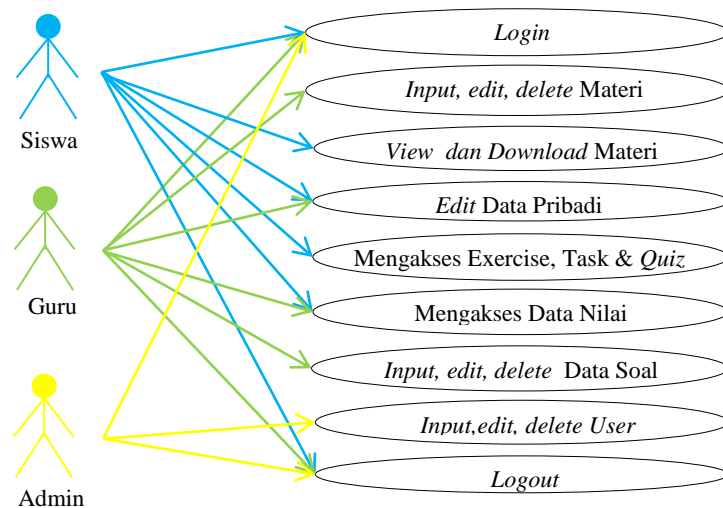 Siswa
Guru
Admin
Login
Input, edit, delete Materi
View dan Download Materi
Edit Data Pribadi
Mengakses Exercise, Task & Quiz
Mengakses Data Nilai
Input, edit, delete Data Soal
Input,edit, delete User
Logout